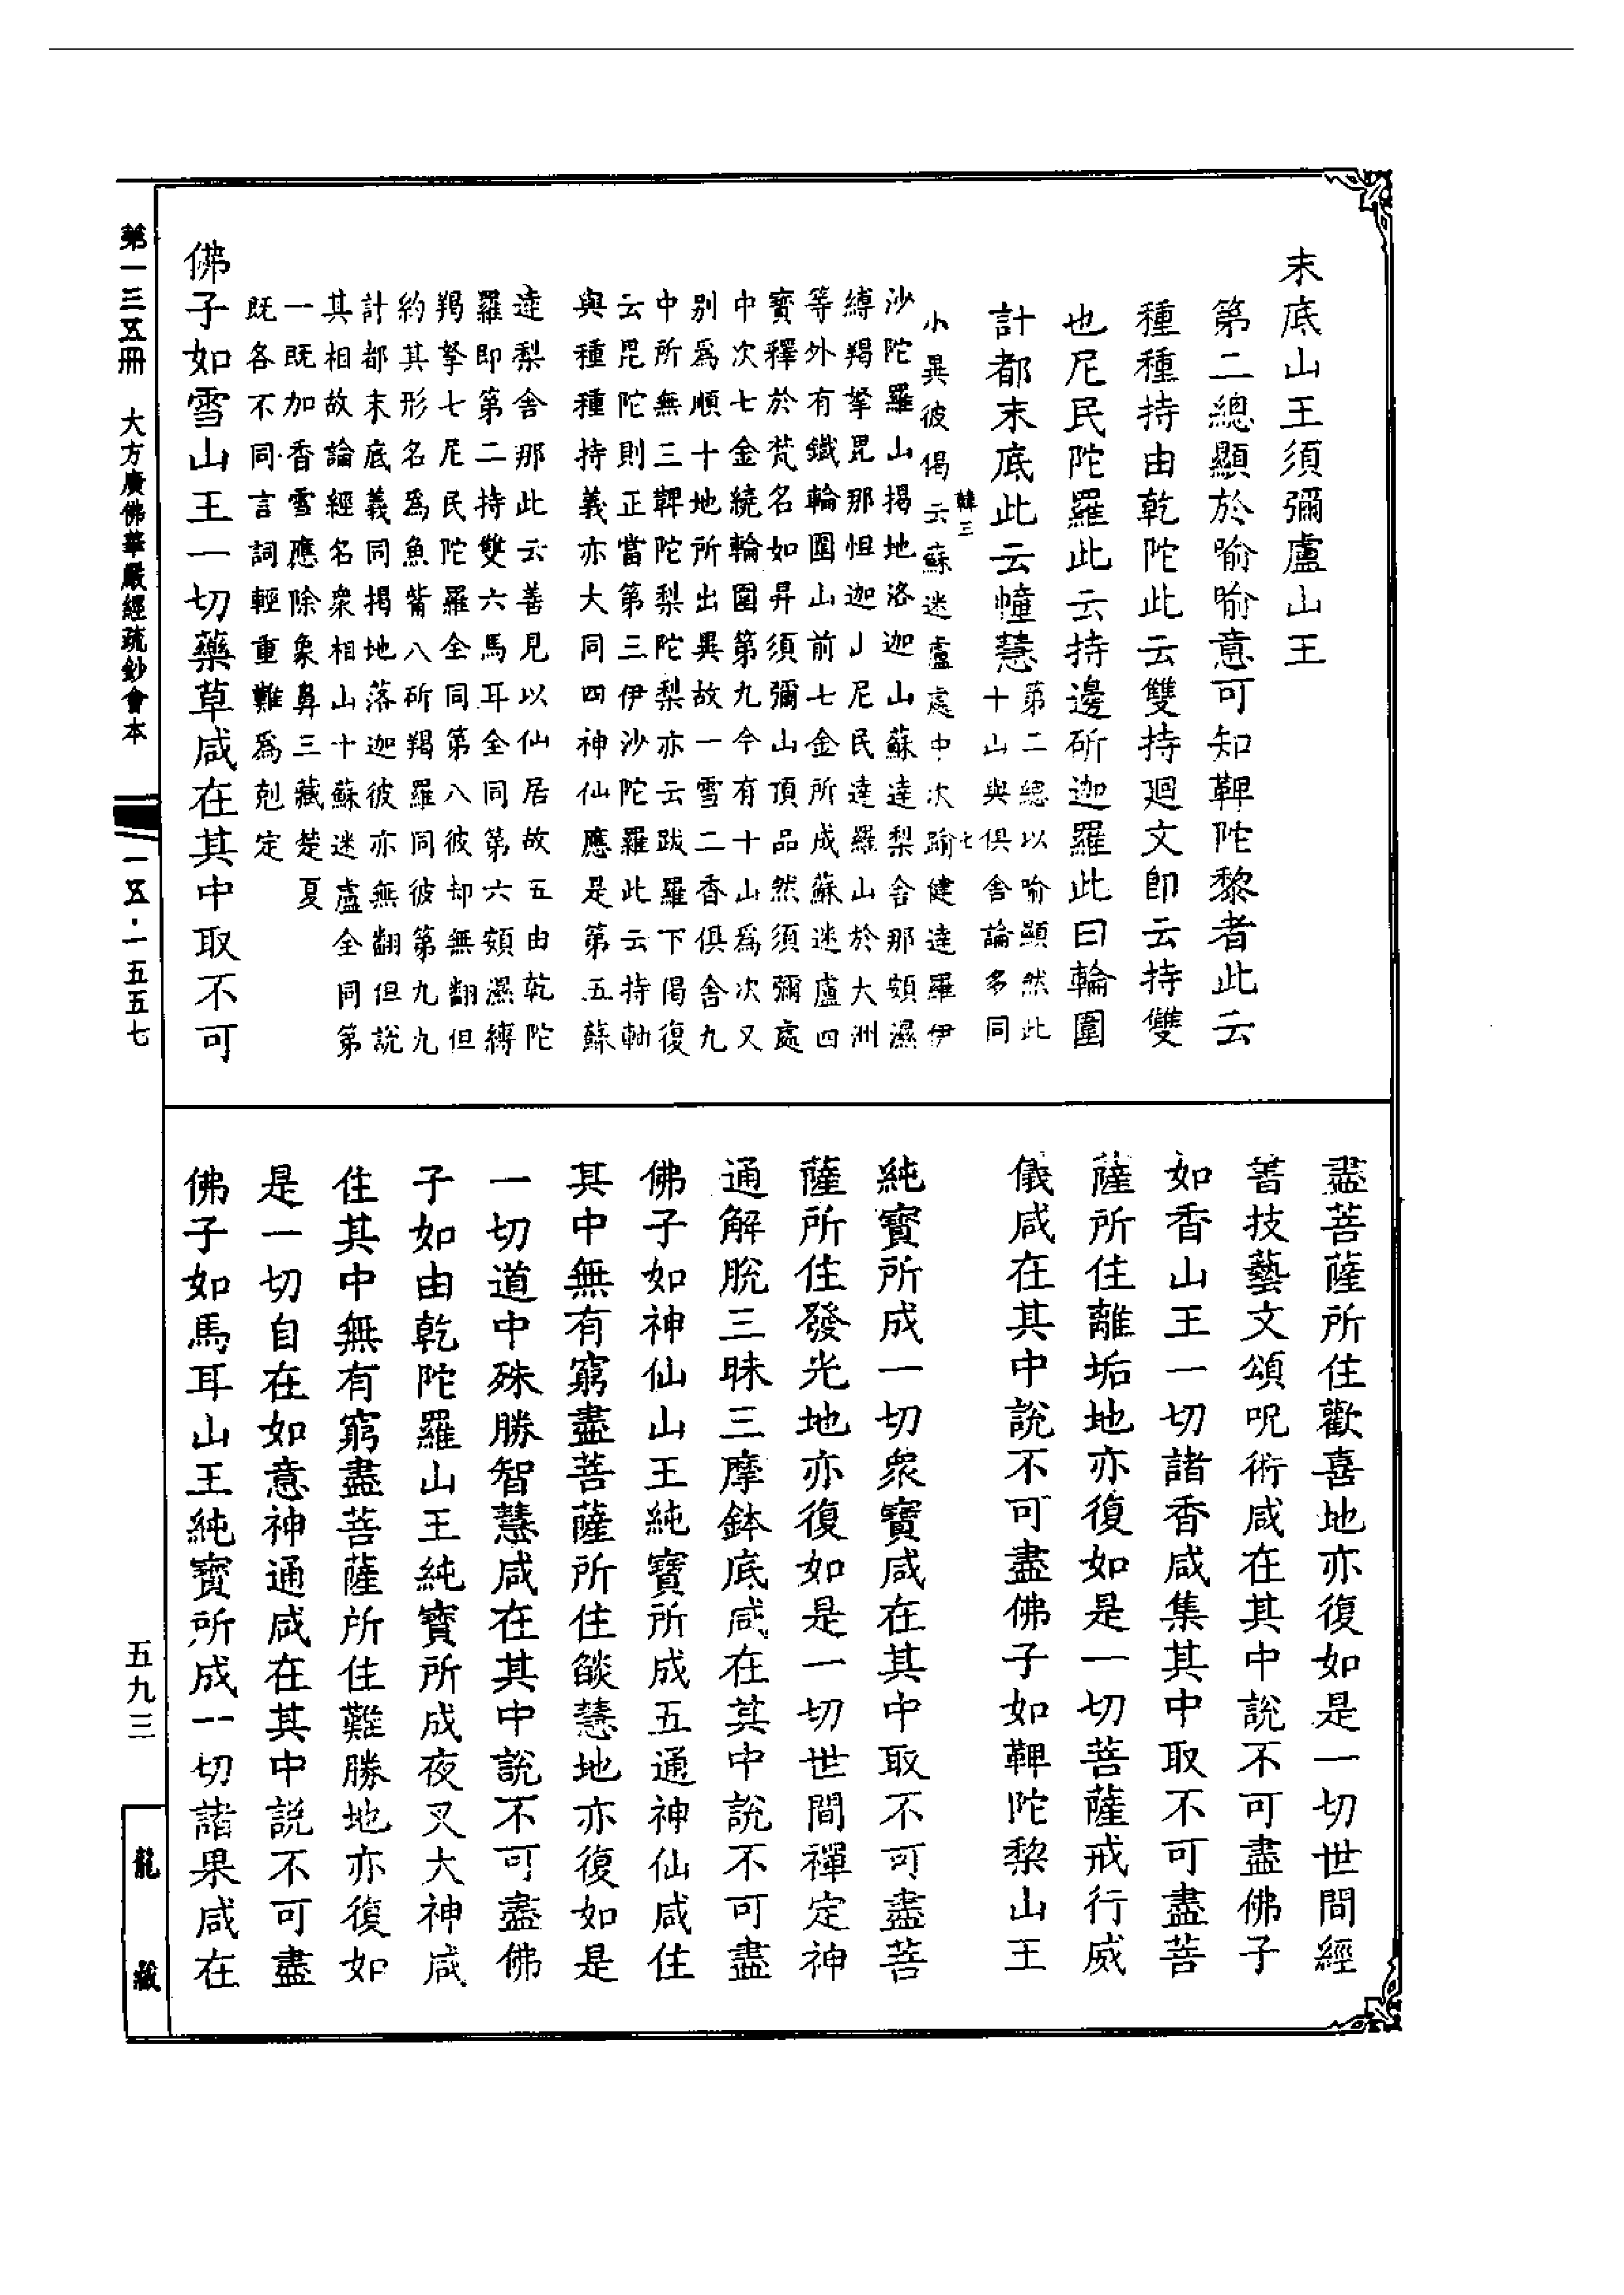 末底山王須彌盧山王
第二總顯於喻喻意可知鞞陀黎者此云
種種持由乾陀此云雙持廻文即云持雙
也尼民陀羅此云持邊斫迦羅此曰輪圍
計都末底此云幢慧
第二總以喻顯然此
十山與俱舍論多同
韓三
七
小異彼偈云蘇迷盧處中次踰健達羅伊
沙陀羅山揭地洛迦山蘇達梨舍那頞濕
縛羯拏毘那怛迦山尼民達羅山於大洲
等外有鐵輪圍山前七金所成蘇迷盧四
寶釋於梵名如昇須彌山頂品然須彌處
中次七金繞輪圍第九今有十山為次又
別為順十地所出異故一雪二香俱舍九
中所無三鞞陀梨陀梨亦云跋羅下偈復
云毘陀則正當第三伊沙陀羅此云持軸
與種種持義亦大同四神仙應是第五蘇
達梨舍那此云善見以仙居故五由乾陀
羅即第二持雙六馬耳全同第六頞濕縛
羯拏七尼民陀羅全同第八彼却無翻但
約其形名為魚觜八斫羯羅同彼第九九
計都末底義同揭地落迦彼亦無翻但說
其相故論經名衆相山十蘇迷盧全同第
一既加香雪應除象鼻三藏楚夏
既各不同言詞輕重難為剋定
佛子如雪山王一切藥草咸在其中取不可
盡菩薩所住歡喜地亦復如是一切世間經
書技藝文頌呪術咸在其中說不可盡佛子
如香山王一切諸香咸集其中取不可盡菩
薩所住離垢地亦復如是一切菩薩戒行威
儀咸在其中說不可盡佛子如鞞陀黎山王
純寶所成一切衆寶咸在其中取不可盡菩
薩所住發光地亦復如是一切世間禪定神
通解脫三昧三摩鉢底咸在其中說不可盡
佛子如神仙山王純寶所成五通神仙咸住
其中無有窮盡菩薩所住燄慧地亦復如是
一切道中殊勝智慧咸在其中說不可盡佛
子如由乾陀羅山王純寶所成夜叉大神咸
住其中無有窮盡菩薩所住難勝地亦復如
是一切自在如意神通咸在其中說不可盡
佛子如馬耳山王純寶所成一切諸果咸在
第一三五冊　大方廣佛華嚴經疏鈔會本
一五·一五五七
五九三
龍藏